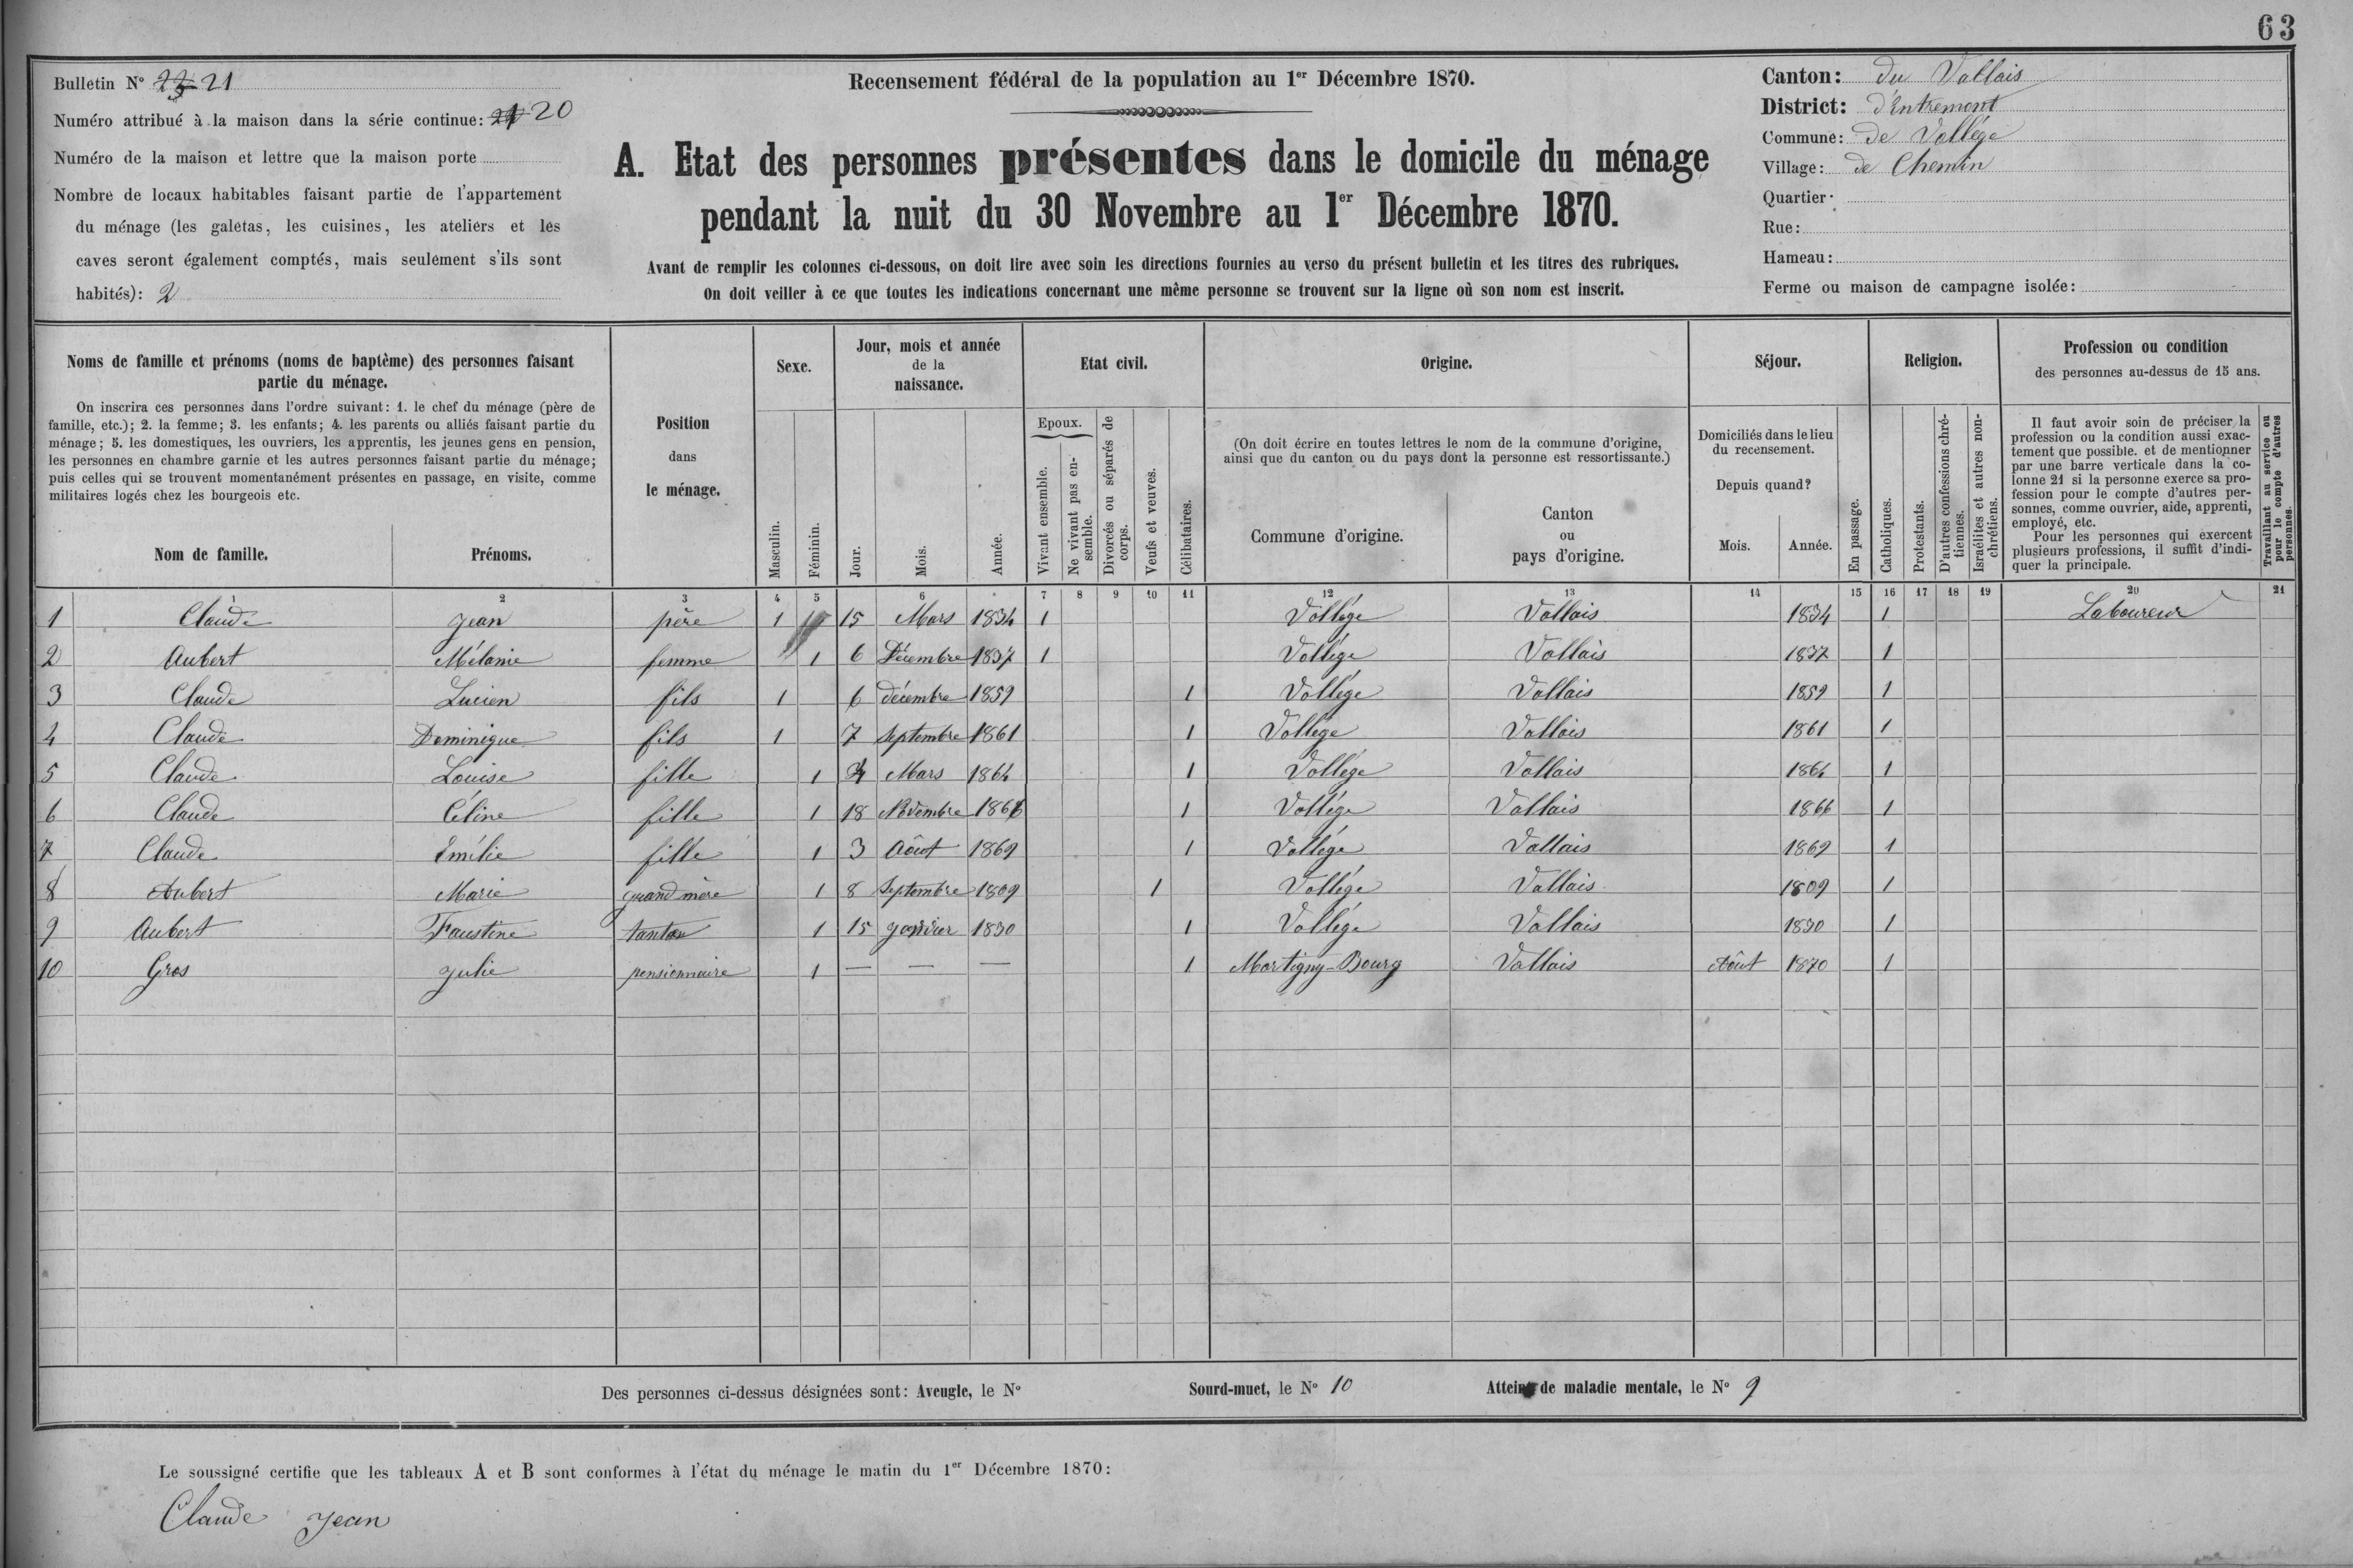 63
Bulletin N° 23 21
Numéro attribué à la maison dans la série continue: 21 20
Numéro de la maison et lettre que la maison porte
Nombre de locaux habitables faisant partie de l'appartement
du ménage (les galetas, les cuisines, les ateliers et les
caves seront également comptés, mais seulement s'ils sont
habités): 2
Recensement fédéral de la population au 1er Décembre 1870.
A. Etat des personnes présentes dans le domicile du ménage
pendant la nuit du 30 Novembre au 1er Décembre 1870.
Avant de remplir les colonnes ci-dessous, on doit lire avec soin les directions fournies au verso du présent bulletin et les titres des rubriques.
On doit veiller à ce que toutes les indications concernant une même personne se trouvent sur la ligne où son nom est inscrit.
Canton: du Vallais
District: d'Entremont
Commune: de Vollége
Village: de Chemin
Quartier:
Rue:
Hameau:
Ferme ou maison de campagne isolée:
Noms de famille et prénoms (noms de baptême) des personnes faisant
partie du ménage.
On inscrira ces personnes dans l'ordre suivant: 1. le chef du ménage (père de
famille, etc.); 2. la femme; 3. les enfants; 4. les parents ou alliés faisant partie du
ménage; 5. les domestiques, les ouvriers, les apprentis, les jeunes gens en pension,
les personnes en chambre garnie et les autres personnes faisant partie du ménage;
puis celles qui se trouvent momentanément présentes en passage, en visite, comme
militaires logés chez les bourgeois etc.
Nom de famille.
Prénoms.
Position
dans
le ménage.
Sexe.
Masculin.
Féminin.
Jour, mois et année
de la
naissance.
Jour.
Mois.
Année.
Etat civil.
Epoux.
Vivant ensemble.
Ne vivant pas en-
semble.
Divorcés ou séparés de
corps.
Veufs et veuves.
Célibataires.
Origine.
(On doit écrire en toutes lettres le nom de la commune d'origine,
ainsi que du canton ou du pays dont la personne est ressortissante.)
Commune d'origine.
Canton
ou
pays d'origine.
Séjour.
Domiciliés dans le lieu
du recensement.
Depuis quand?
Mois.
Année.
En passage.
Religion.
Catholiques.
Protestants.
D'autres confessions chré-
tiennes.
Israélites et autres non-
chrétiens.
Profession ou condition
des personnes au-dessus de 15 ans.
Il faut avoir soin de préciser la
profession ou la condition aussi exac-
tement que possible. et de mentionner
par une barre verticale dans la co-
lonne 21 si la personne exerce sa pro-
fession pour le compte d'autres per-
sonnes, comme ouvrier, aide, apprenti,
employé, etc.
Pour les personnes qui exercent
plusieurs professions, il suffit d'indi-
quer la principale.
Travaillant au service ou
pour le compte d'autres
personnes.
2 3 4 5 6 7 8 9 10 11 12 13 14 15 16 17 18 19 20 21
1 Claude Jean père 1 15 Mars 1834 1 Vollége Vallais 1834 1 Laboureur
2 Aubert Mélanie femme 1 6 Décembre 1837 1 Vollége Vallais 1837 1
3 Claude Lucien fils 1 6 décembre 1859 1 Vollége Vallais 1859 1
4 Claude Dominique fils 1 7 Septembre 1861 1 Vollége Vallais 1861 1
5 Claude Louise fille 1 4 Mars 1864 1 Vollége Vallais 1864 1
6 Claude Céline fille 1 18 Novembre 1866 1 Vollége Vallais 1866 1
7 Claude Emilie fille 1 3 Août 1869 1 Vollége Vallais 1869 1
8 Aubert Marie grand mère 1 8 Septembre 1809 1 Vollége Vallais 1809 1
9 Aubert Faustine 1 15 Janvier 1830 1 Vollége Vallais 1830 1
10 Gros Julie pensionnaire 1 — — — 1 Martigny-Bourg Vallais Août 1870 1
Des personnes ci-dessus désignées sont: Aveugle, le N° Sourd-muet, le N° 10 Atteint de maladie mentale, le N° 9
Le soussigné certifie que les tableaux A et B sont conformes à l'état du ménage le matin du 1er Décembre 1870:
Claude Jean